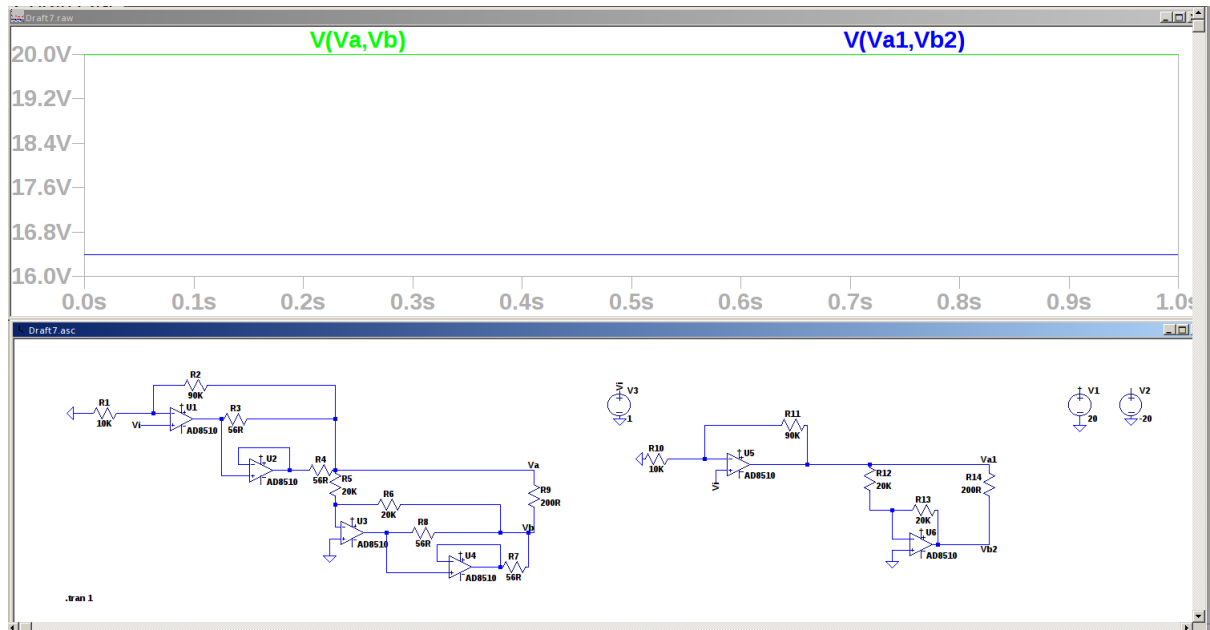 Draft7.raw
V(Va,Vb)
V(Va1,Vb2)
20.0V
19.2V
18.4V
17.6V
16.8V
16.0V
0.0s 0.1s 0.2s 0.3s 0.4s 0.5s 0.6s 0.7s 0.8s 0.9s 1.0s
Draft7.asc
R2
90K
R1
10K
U1
Vi
AD8510
R3
56R
U2
AD8510
R4
56R
R5
20K
R6
20K
Va
R9
200R
Vb
U3
AD8510
R8
56R
U4
AD8510
R7
56R
.tran 1
Vi
V3
1
R11
90K
R10
10K
U5
Vi
AD8510
R12
20K
R13
20K
U6
AD8510
Va1
R14
200R
Vb2
V1
20
V2
-20